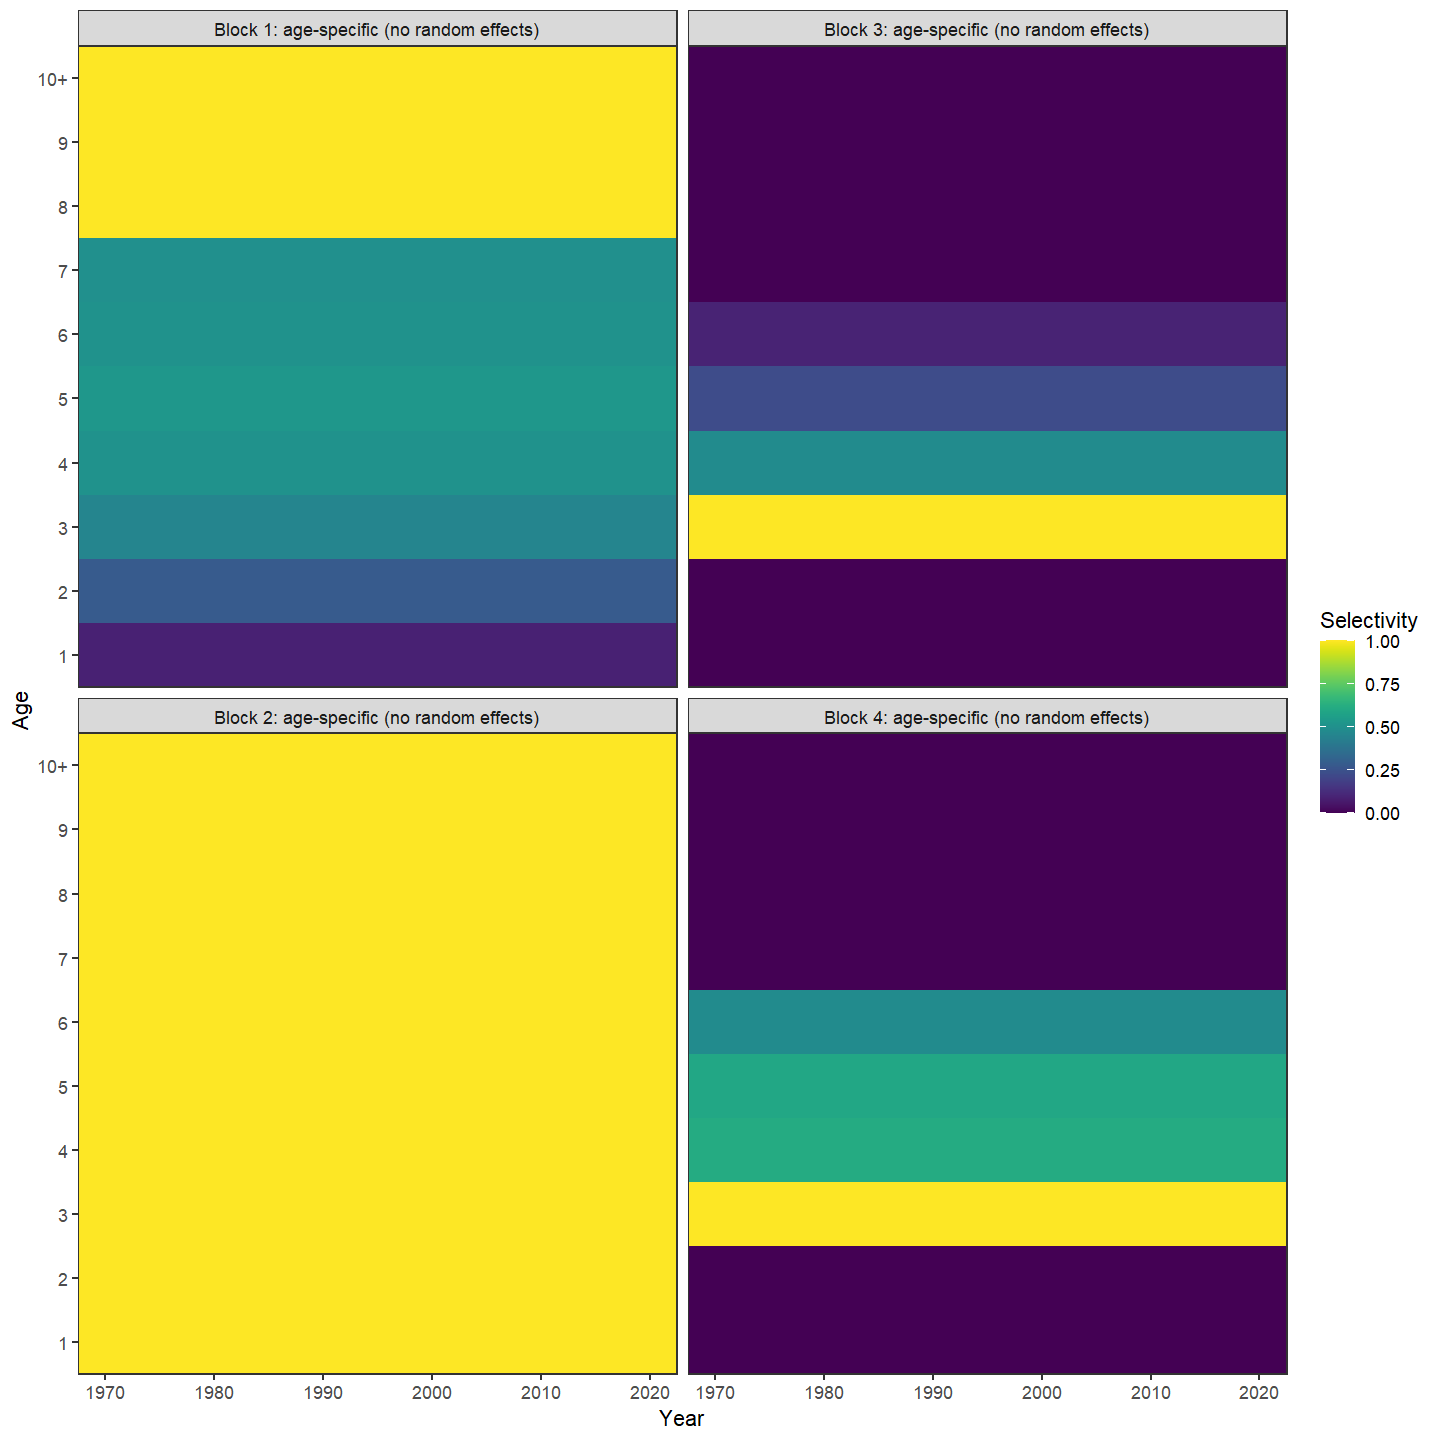 Block 1: age-specific (no random effects)
Block 3: age-specific (no random effects)
10+
9
8
7
6
5
4
3
2
1
Block 2: age-specific (no random effects)
Block 4: age-specific (no random effects)
10+
9
8
7
6
5
4
3
2
1
Age
1970 1980 1990 2000 2010 2020
1970 1980 1990 2000 2010 2020
Year
Selectivity
1.00
0.75
0.50
0.25
0.00